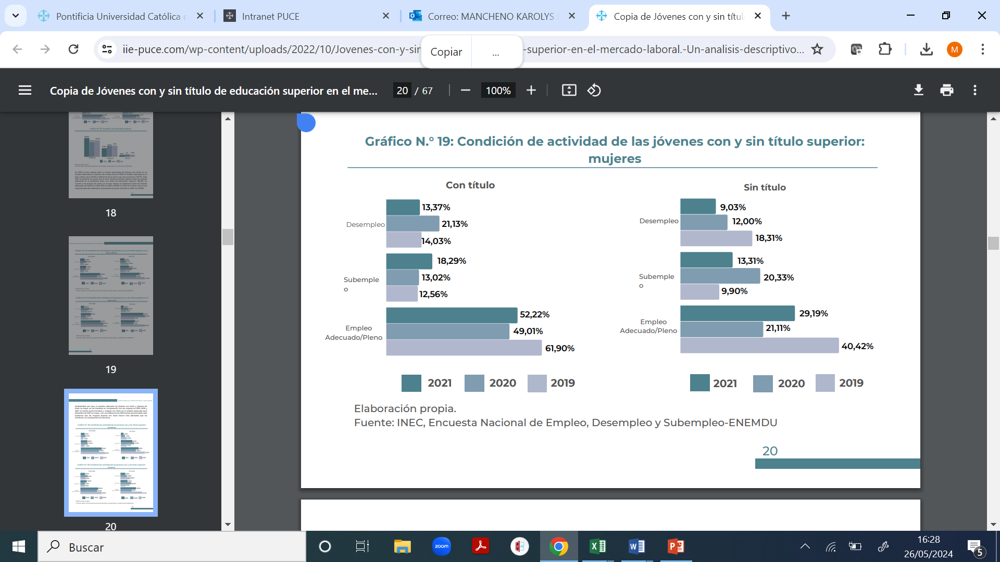 Pontificia Universidad Católica d
Intranet PUCE
Correo: MANCHENO KAROLYS
Copia de Jóvenes con y sin títul
iie-puce.com/wp-content/uploads/2022/10/Jovenes-con-y-sin
-superior-en-el-mercado-laboral.-Un-analisis-descriptivo...
Copiar
...
M
Copia de Jóvenes con y sin título de educación superior en el me...
20 / 67
100%
18
19
20
Gráfico N.° 19: Condición de actividad de las jóvenes con y sin título superior:
mujeres
Con título
Desempleo
13,37%
21,13%
14,03%
Subemple
o
18,29%
13,02%
12,56%
Empleo
Adecuado/Pleno
52,22%
49,01%
61,90%
2021 2020 2019
Sin título
Desempleo
9,03%
12,00%
18,31%
Subemple
o
13,31%
20,33%
9,90%
Empleo
Adecuado/Pleno
29,19%
21,11%
40,42%
2021 2020 2019
Elaboración propia.
Fuente: INEC, Encuesta Nacional de Empleo, Desempleo y Subempleo-ENEMDU
20
Buscar
zoom
16:28
26/05/2024
5